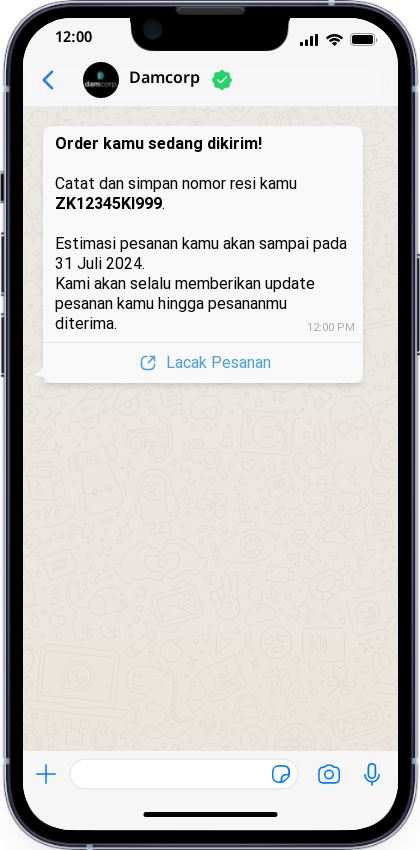 12:00
damcorp
Damcorp
Order kamu sedang dikirim!
Catat dan simpan nomor resi kamu
ZK12345KI999.
Estimasi pesanan kamu akan sampai pada
31 Juli 2024.
Kami akan selalu memberikan update
pesanan kamu hingga pesananmu
diterima.
12:00 PM
Lacak Pesanan